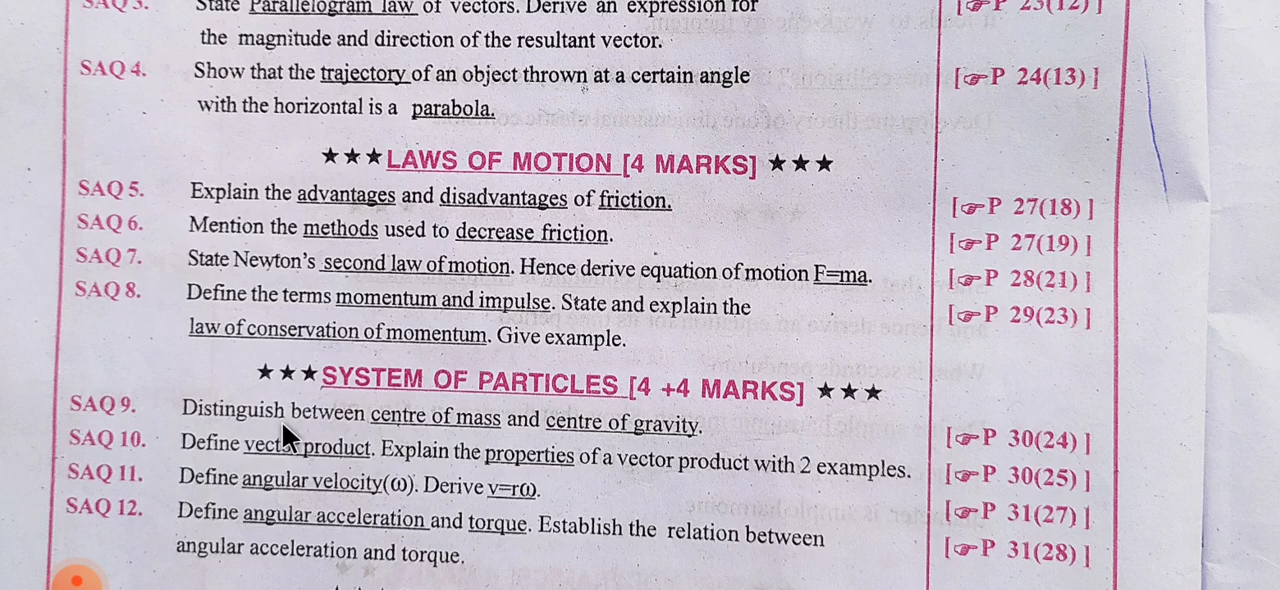 SAQ 3. State Parallelogram law of vectors. Derive an expression for [☞P 23(12)]
the magnitude and direction of the resultant vector.
SAQ 4. Show that the trajectory of an object thrown at a certain angle [☞P 24(13)]
with the horizontal is a parabola.
★★★LAWS OF MOTION [4 MARKS] ★★★
SAQ 5. Explain the advantages and disadvantages of friction. [☞P 27(18)]
SAQ 6. Mention the methods used to decrease friction. [☞P 27(19)]
SAQ 7. State Newton's second law of motion. Hence derive equation of motion F=ma. [☞P 28(21)]
SAQ 8. Define the terms momentum and impulse. State and explain the [☞P 29(23)]
law of conservation of momentum. Give example.
★★★SYSTEM OF PARTICLES [4 +4 MARKS] ★★★
SAQ 9. Distinguish between centre of mass and centre of gravity. [☞P 30(24)]
SAQ 10. Define vector product. Explain the properties of a vector product with 2 examples. [☞P 30(25)]
SAQ 11. Define angular velocity(ω). Derive v=rω. [☞P 31(27)]
SAQ 12. Define angular acceleration and torque. Establish the relation between [☞P 31(28)]
angular acceleration and torque.